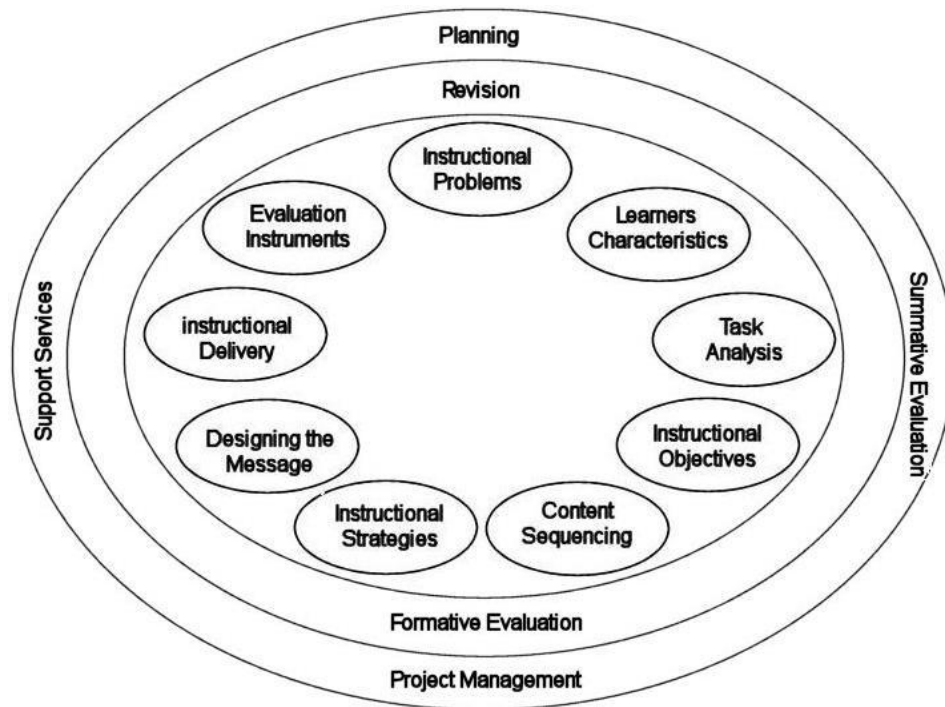 Planning
Revision
Instructional
Problems
Evaluation
Instruments
Learners
Characteristics
instructional
Delivery
Task
Analysis
Support Services
Summative Evaluation
Designing the
Message
Instructional
Objectives
Instructional
Strategies
Content
Sequencing
Formative Evaluation
Project Management